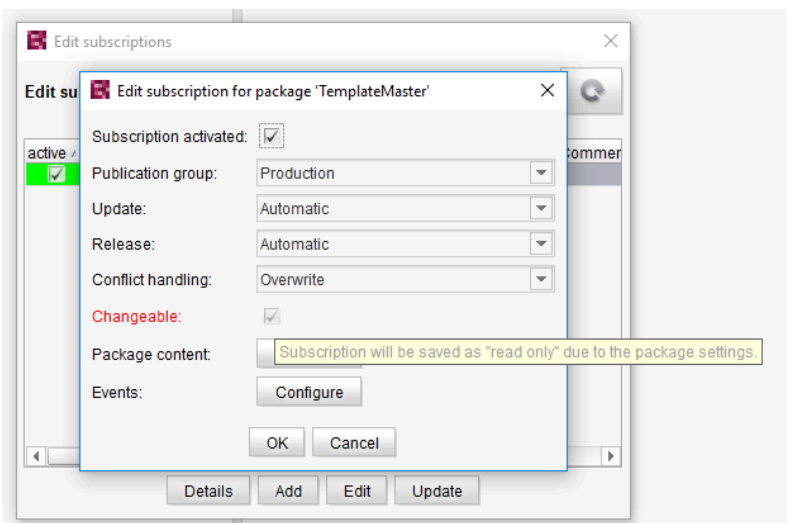 Edit subscriptions
Edit su
Edit subscription for package 'TemplateMaster'
active
Commer
Subscription activated:
Publication group: Production
Update: Automatic
Release: Automatic
Conflict handling: Overwrite
Changeable:
Package content:
Subscription will be saved as "read only" due to the package settings.
Events: Configure
OK Cancel
Details Add Edit Update